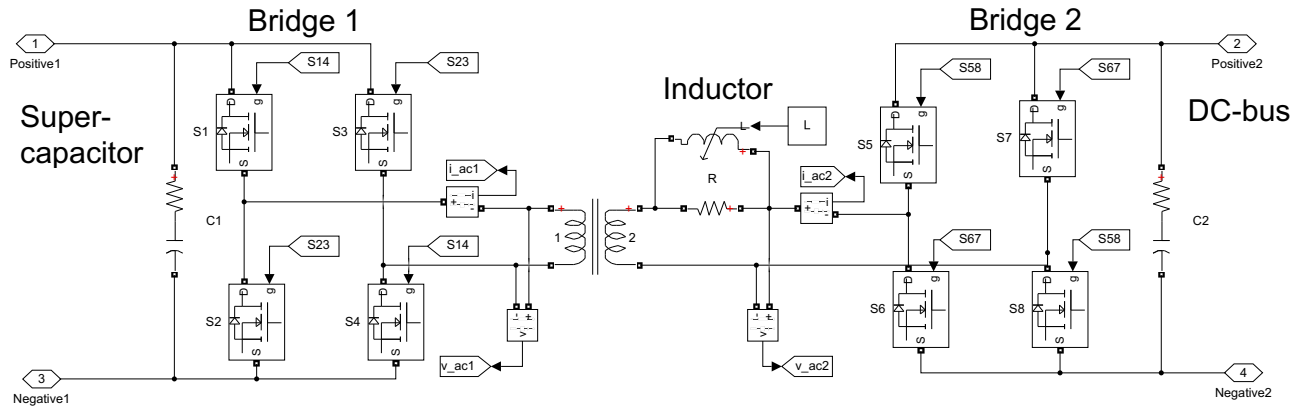 Bridge 1
Bridge 2
1
Positive1
S14
S23
Super-
capacitor
D
g
S1
S
D
g
S3
S
i_ac1
+
i
-
C1
S23
S14
D
g
S2
S
D
g
S4
S
- +
v
v_ac1
3
Negative1
+
1
+
2
Inductor
L
L
+
R
+
i_ac2
+
i
-
- +
v
v_ac2
S58
S67
2
Positive2
DC-bus
D
g
S5
S
D
g
S7
S
+
C2
S67
S58
D
g
S6
S
D
g
S8
S
4
Negative2
+